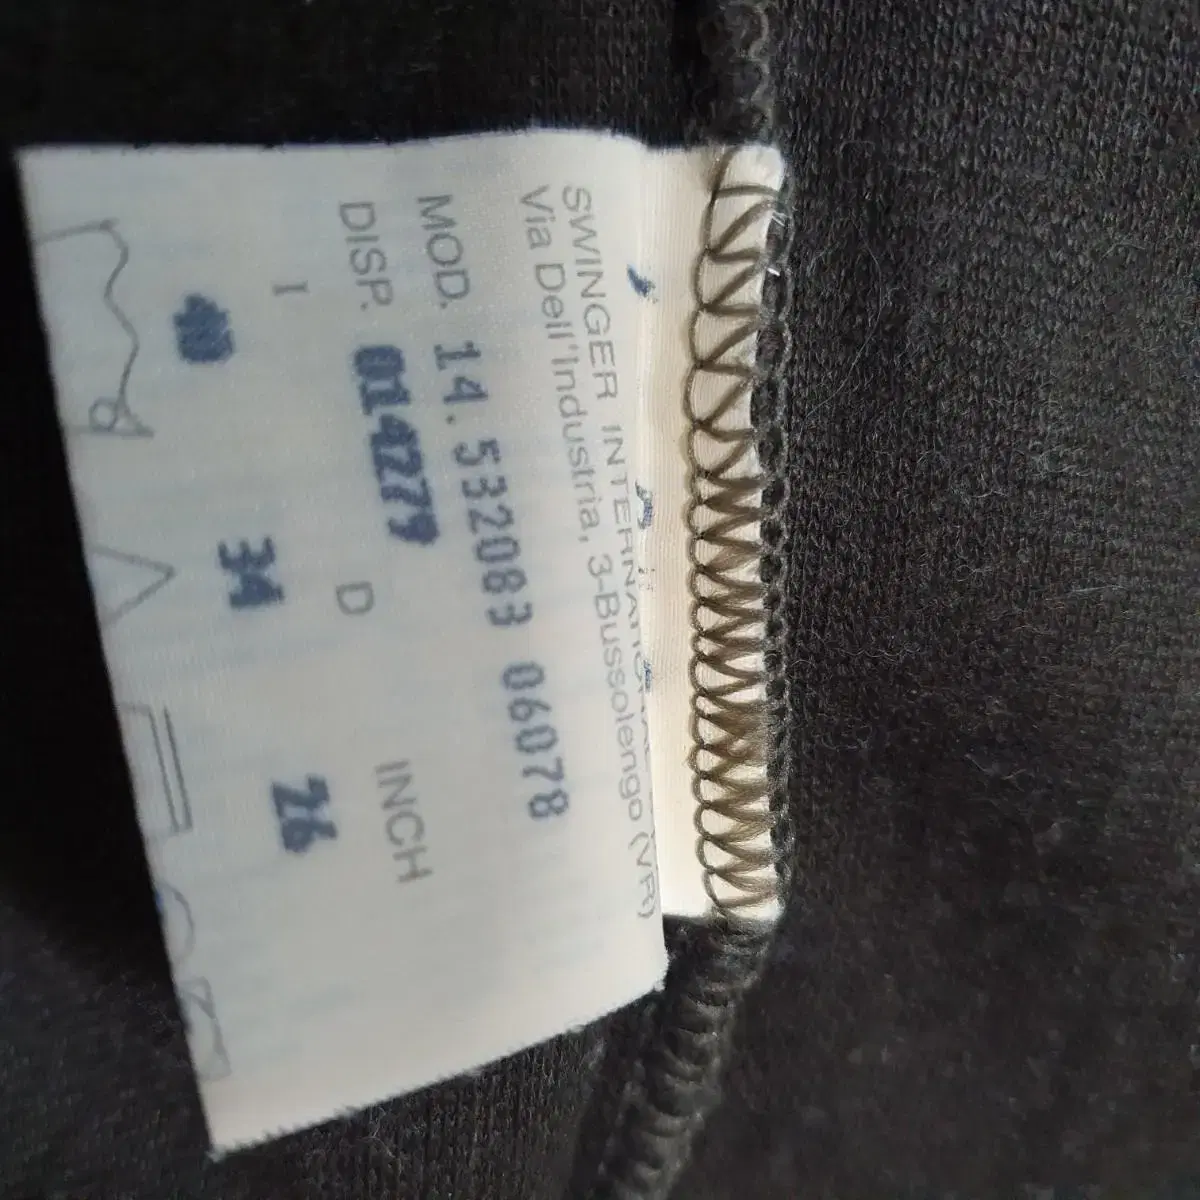 SWINGER INTERNATIONAL
Via Dell'Industria, 3-Bussolengo (VR)
MOD. 14.532083 06078
DISP. 014279
I D INCH
40 34 26